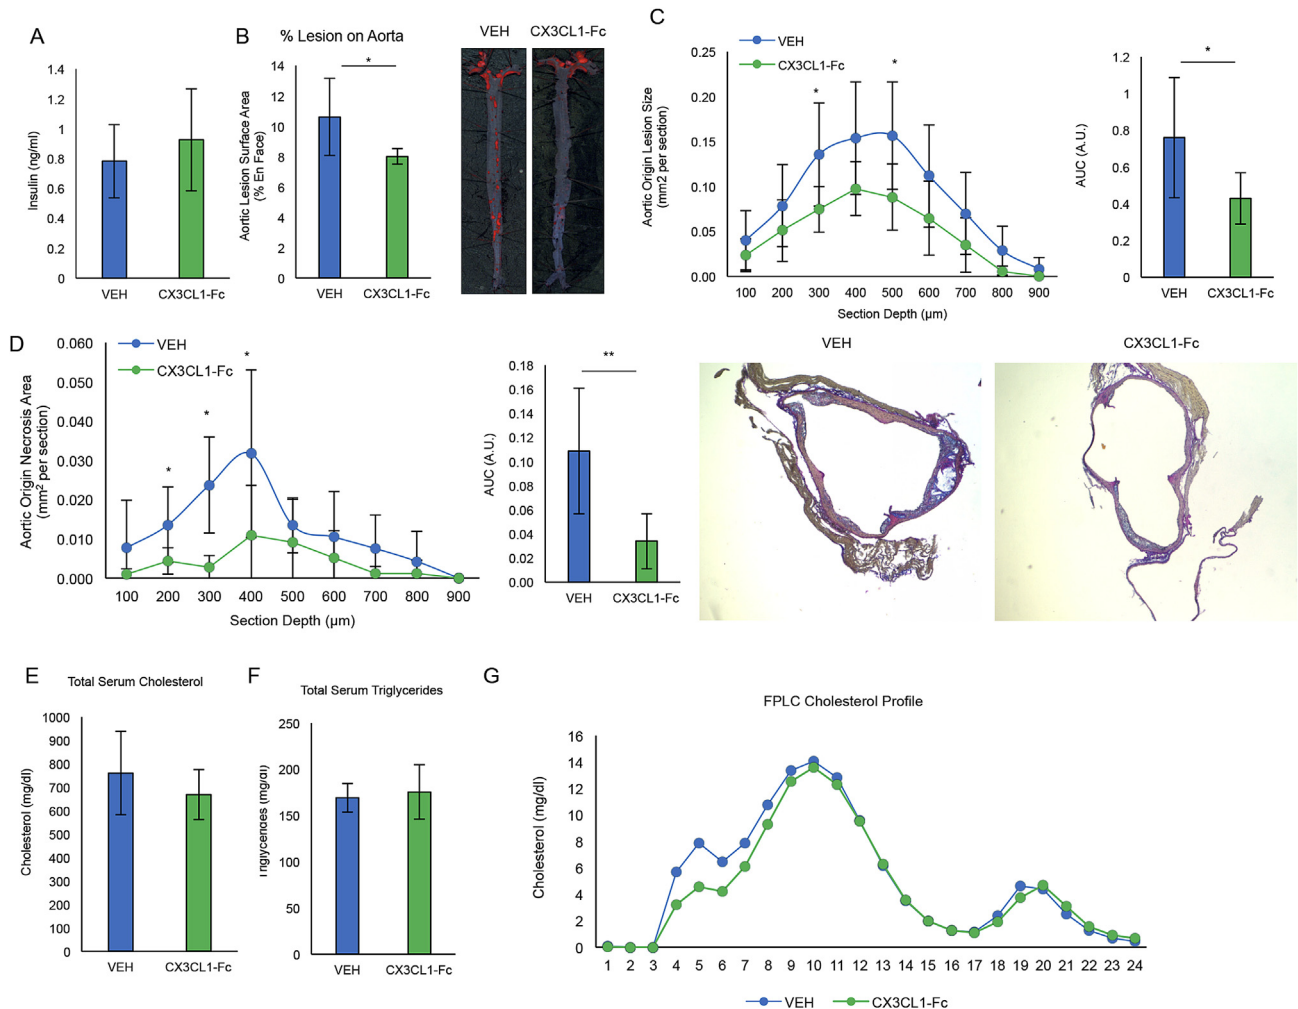 A
1.4
1.2
1
0.8
0.6
0.4
0.2
0
Insulin (ng/ml)
VEH
CX3CL1-Fc
B
% Lesion on Aorta
*
14
12
10
8
6
4
2
0
Aortic Lesion Surface Area
(% En Face)
VEH
CX3CL1-Fc
VEH
CX3CL1-Fc
C
VEH
CX3CL1-Fc
0.25
0.20
0.15
0.10
0.05
0.00
Aortic Origin Lesion Size
(mm2 per section)
*
*
100 200 300 400 500 600 700 800 900
Section Depth (µm)
*
1.2
1
0.8
0.6
0.4
0.2
0
AUC (A.U.)
VEH
CX3CL1-Fc
D
VEH
CX3CL1-Fc
0.060
0.050
0.040
0.030
0.020
0.010
0.000
Aortic Origin Necrosis Area
(mm² per section)
*
*
*
100 200 300 400 500 600 700 800 900
Section Depth (µm)
**
0.18
0.16
0.14
0.12
0.10
0.08
0.06
0.04
0.02
0.00
AUC (A.U.)
VEH
CX3CL1-Fc
VEH
CX3CL1-Fc
E
Total Serum Cholesterol
1000
900
800
700
600
500
400
300
200
100
0
Cholesterol (mg/dl)
VEH
CX3CL1-Fc
F
Total Serum Triglycerides
250
200
150
100
50
0
Triglycerides (mg/dl)
VEH
CX3CL1-Fc
G
FPLC Cholesterol Profile
16
14
12
10
8
6
4
2
0
Cholesterol (mg/dl)
1 2 3 4 5 6 7 8 9 10 11 12 13 14 15 16 17 18 19 20 21 22 23 24
VEH
CX3CL1-Fc